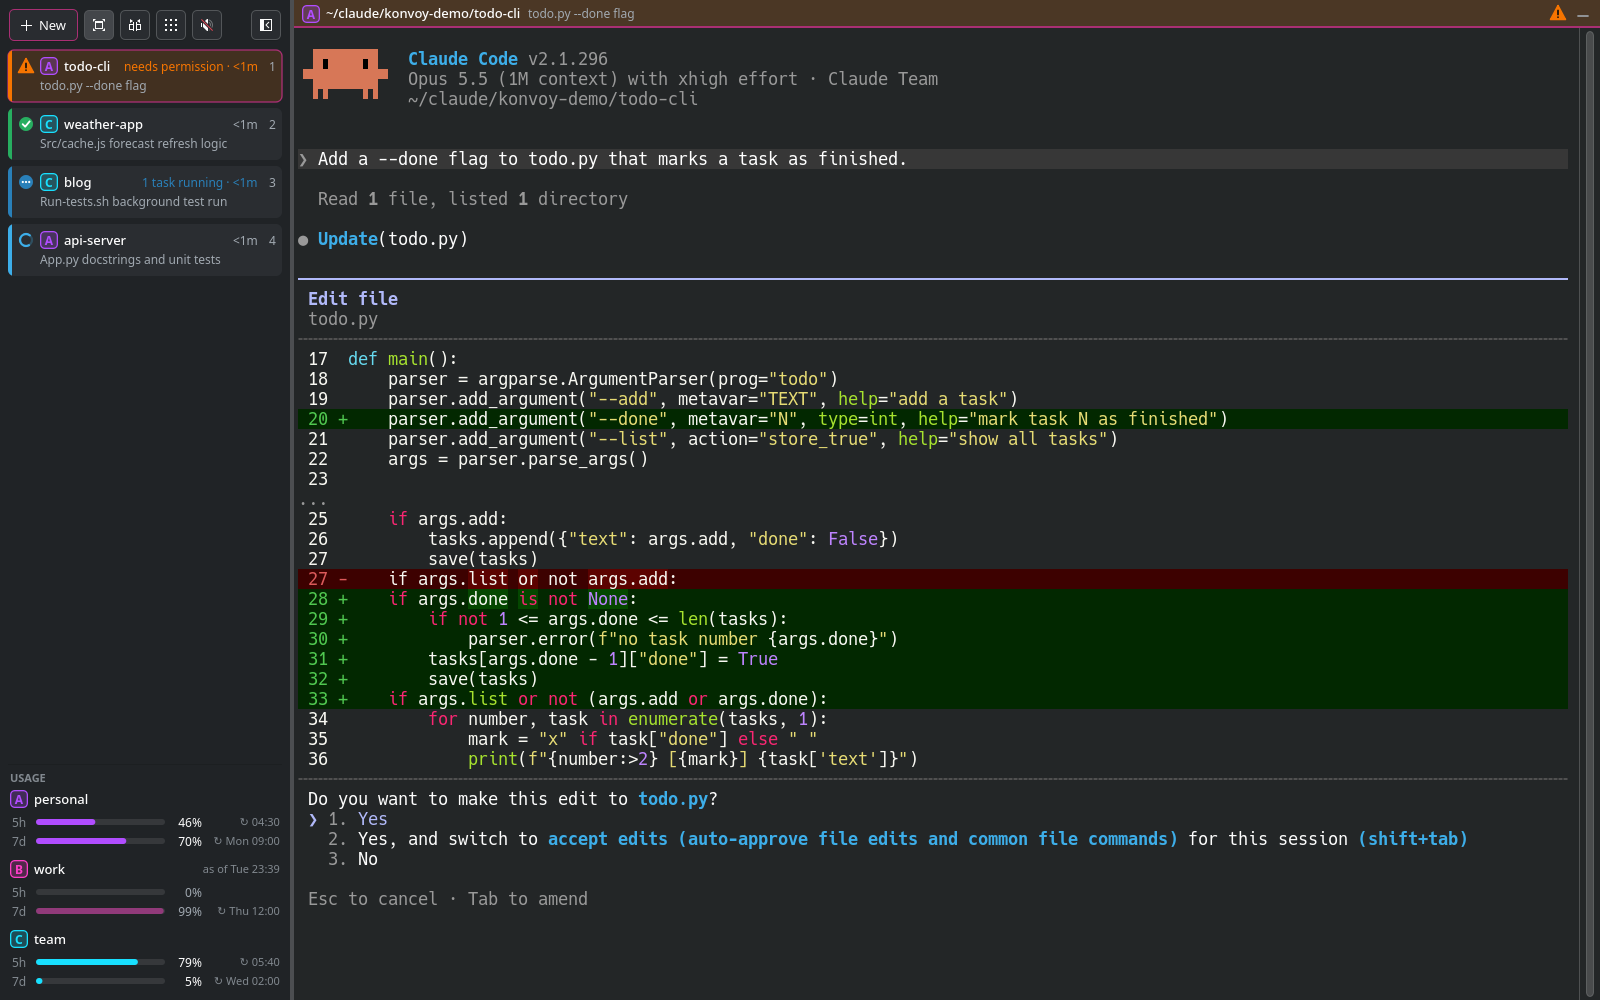 New
A todo-cli needs permission · <1m 1
todo.py --done flag
C weather-app <1m 2
Src/cache.js forecast refresh logic
C blog 1 task running · <1m 3
Run-tests.sh background test run
A api-server <1m 4
App.py docstrings and unit tests
USAGE
A personal
5h 46% ↻ 04:30
7d 70% ↻ Mon 09:00
B work as of Tue 23:39
5h 0%
7d 99% ↻ Thu 12:00
C team
5h 79% ↻ 05:40
7d 5% ↻ Wed 02:00
A ~/claude/konvoy-demo/todo-cli todo.py --done flag
Claude Code v2.1.296
Opus 5.5 (1M context) with xhigh effort · Claude Team
~/claude/konvoy-demo/todo-cli
❯ Add a --done flag to todo.py that marks a task as finished.
Read 1 file, listed 1 directory
● Update(todo.py)
Edit file
todo.py
17 def main():
18 parser = argparse.ArgumentParser(prog="todo")
19 parser.add_argument("--add", metavar="TEXT", help="add a task")
20 + parser.add_argument("--done", metavar="N", type=int, help="mark task N as finished")
21 parser.add_argument("--list", action="store_true", help="show all tasks")
22 args = parser.parse_args()
23
...
25 if args.add:
26 tasks.append({"text": args.add, "done": False})
27 save(tasks)
27 - if args.list or not args.add:
28 + if args.done is not None:
29 + if not 1 <= args.done <= len(tasks):
30 + parser.error(f"no task number {args.done}")
31 + tasks[args.done - 1]["done"] = True
32 + save(tasks)
33 + if args.list or not (args.add or args.done):
34 for number, task in enumerate(tasks, 1):
35 mark = "x" if task["done"] else " "
36 print(f"{number:>2} [{mark}] {task['text']}")
Do you want to make this edit to todo.py?
❯ 1. Yes
2. Yes, and switch to accept edits (auto-approve file edits and common file commands) for this session (shift+tab)
3. No
Esc to cancel · Tab to amend